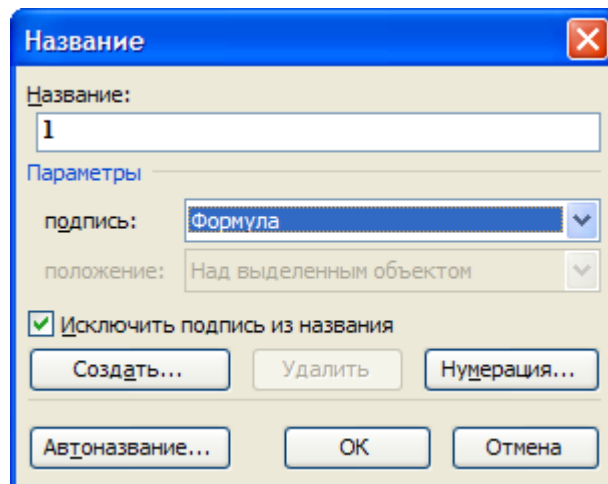 Название
Название:
1
Параметры
подпись: Формула
положение: Над выделенным объектом
Исключить подпись из названия
Создать... Удалить Нумерация...
Автоназвание... ОК Отмена